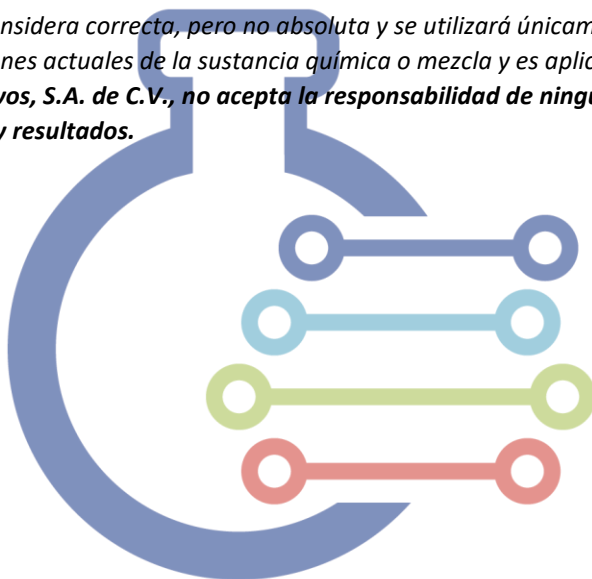 nsidera correcta, pero no absoluta y se utilizará únicam
nes actuales de la sustancia química o mezcla y es aplic
vos, S.A. de C.V., no acepta la responsabilidad de ningu
y resultados.